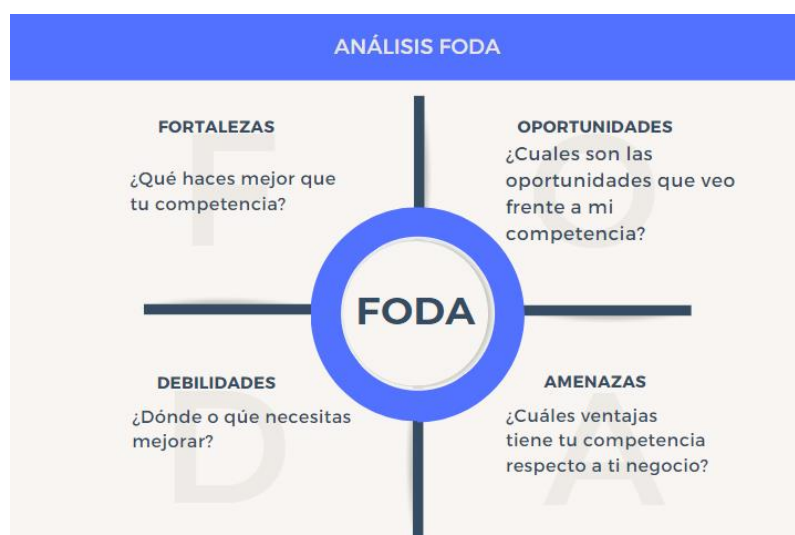 ANÁLISIS FODA
FORTALEZAS
¿Qué haces mejor que
tu competencia?
OPORTUNIDADES
¿Cuales son las
oportunidades que veo
frente a mi
competencia?
FODA
DEBILIDADES
¿Dónde o qúe necesitas
mejorar?
AMENAZAS
¿Cuáles ventajas
tiene tu competencia
respecto a ti negocio?
F
O
D
A